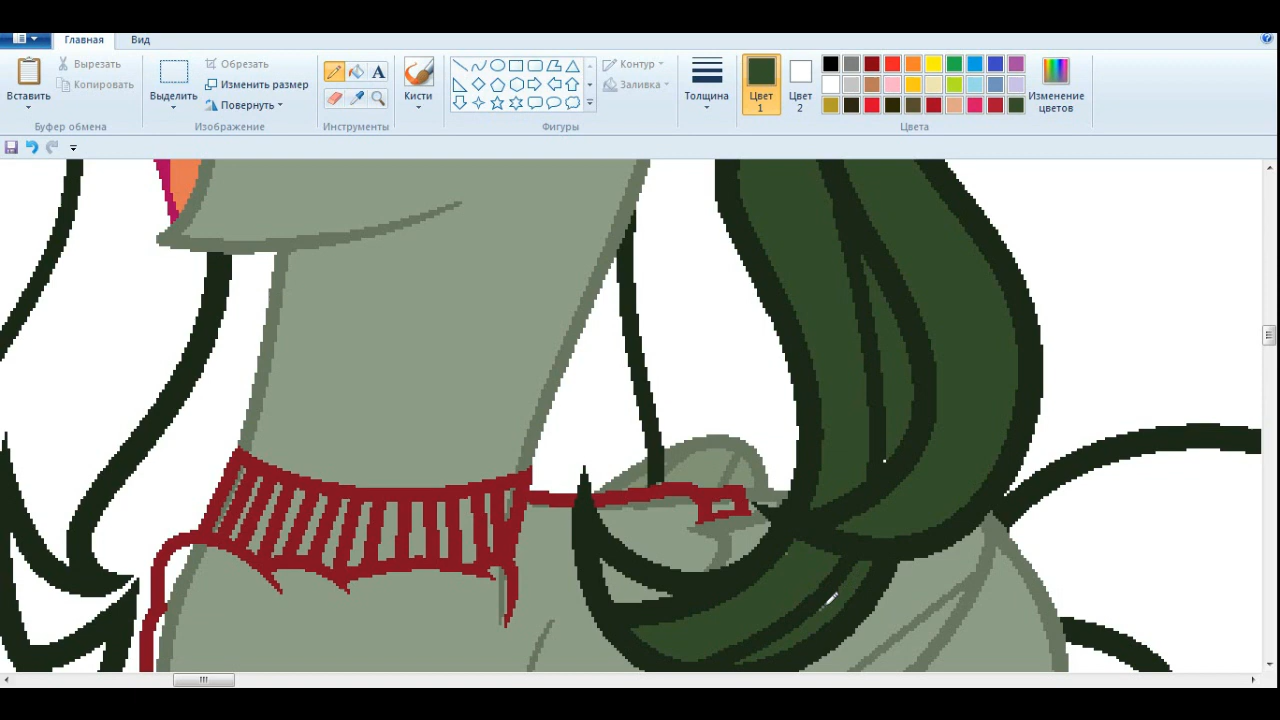 Главная Вид
Вставить
Вырезать
Копировать
Буфер обмена
Выделить
Обрезать
Изменить размер
Повернуть
Изображение
A
Инструменты
Кисти
Контур
Заливка
Фигуры
Толщина
Цвет
1
Цвет
2
Изменение
цветов
Цвета